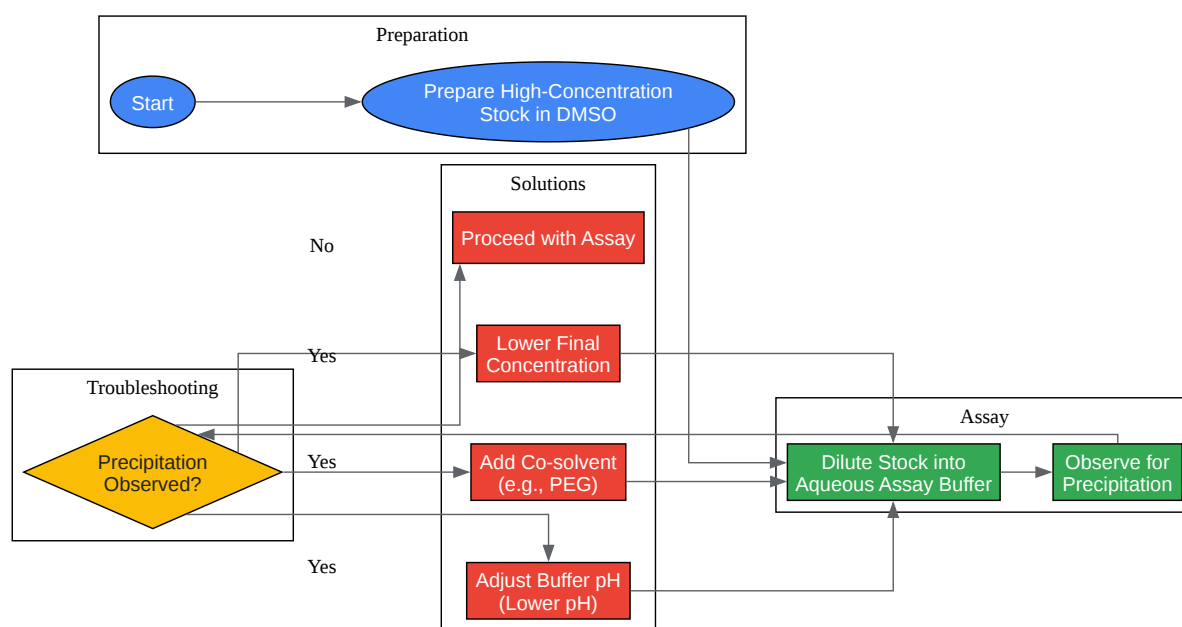 Preparation
Start
Prepare High-Concentration
Stock in DMSO
Solutions
Proceed with Assay
No
Lower Final
Concentration
Yes
Troubleshooting
Precipitation
Observed?
Yes
Add Co-solvent
(e.g., PEG)
Assay
Dilute Stock into
Aqueous Assay Buffer
Observe for
Precipitation
Yes
Adjust Buffer pH
(Lower pH)